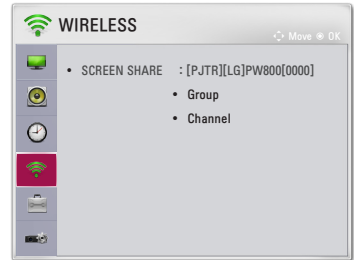 WIRELESS
Move OK
• SCREEN SHARE : [PJTR][LG]PW800[0000]
• Group
• Channel